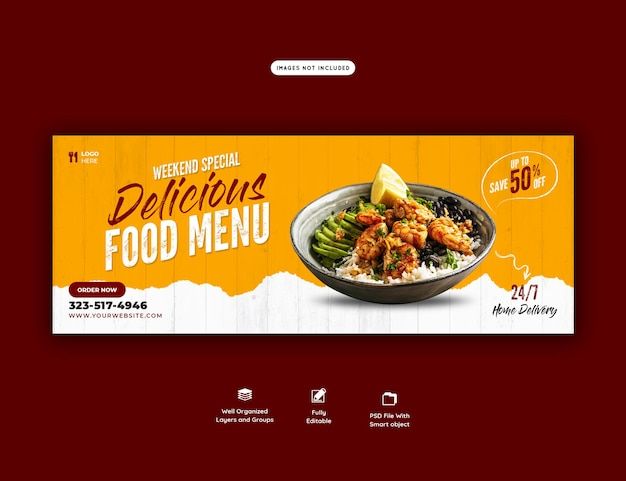 IMAGES NOT INCLUDED
LOGO
HERE
WEEKEND SPECIAL
Delicious
FOOD MENU
UP TO
SAVE 50% OFF
ORDER NOW
323-517-4946
WWW.YOURWEBSITE.COM
24/7
Home Delivery
Well Organized
Layers and Groups
Fully
Editable
PSD File With
Smart object